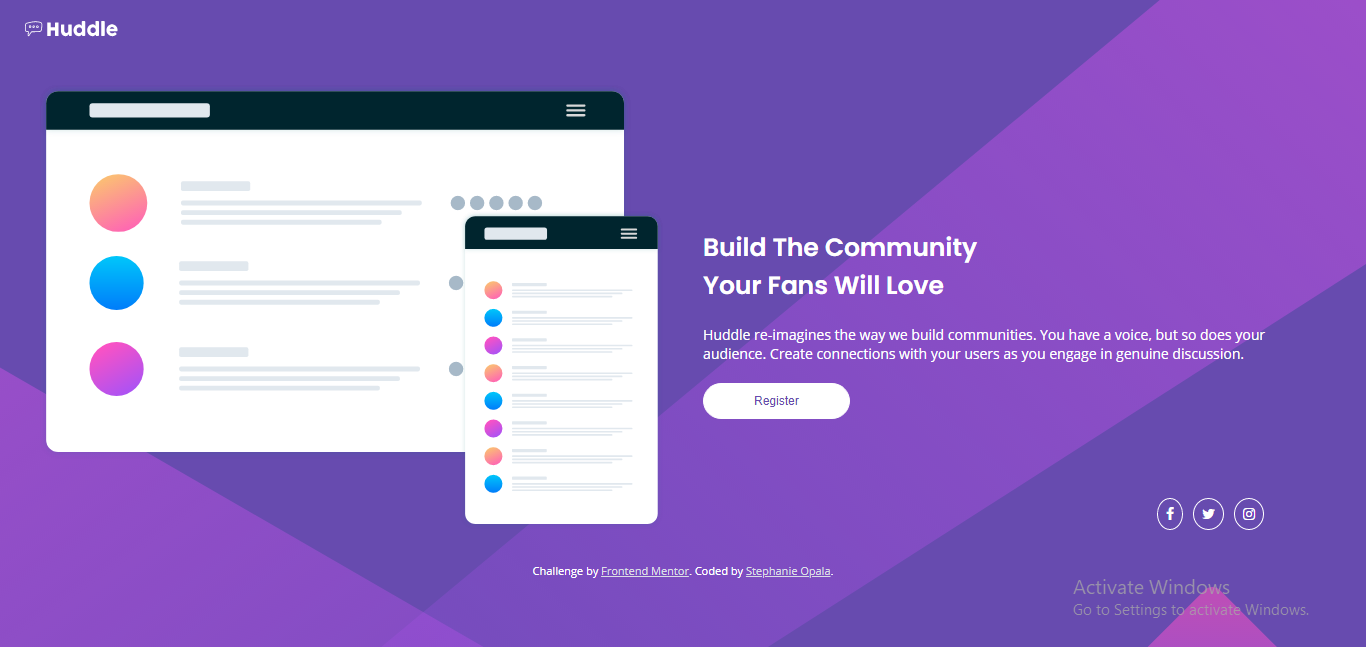 Huddle
Build The Community
Your Fans Will Love
Huddle re-imagines the way we build communities. You have a voice, but so does your
audience. Create connections with your users as you engage in genuine discussion.
Register
Challenge by Frontend Mentor. Coded by Stephanie Opala.
Activate Windows
Go to Settings to activate Windows.